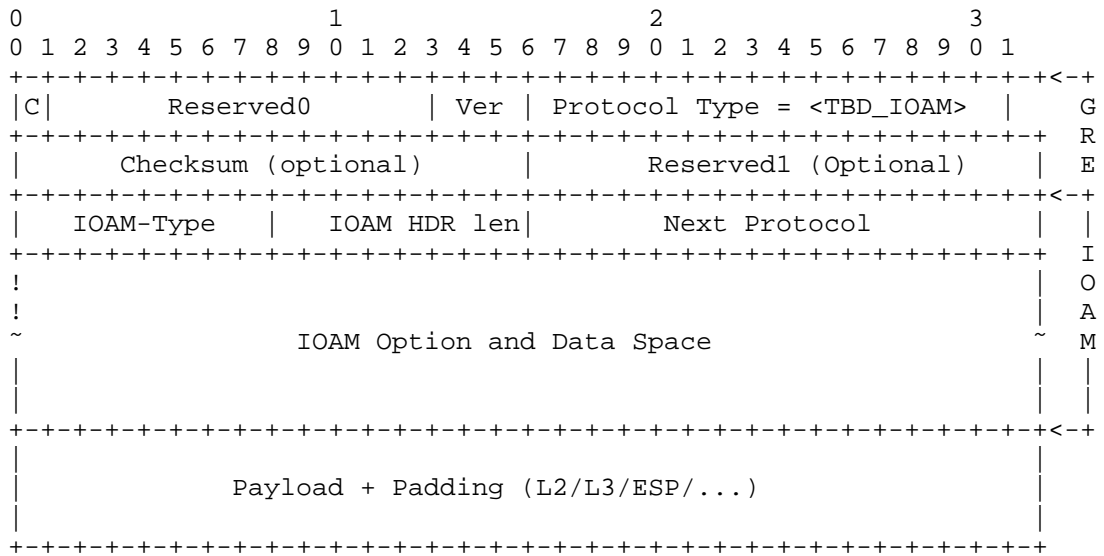 0                   1                   2                   3
0 1 2 3 4 5 6 7 8 9 0 1 2 3 4 5 6 7 8 9 0 1 2 3 4 5 6 7 8 9 0 1
+-+-+-+-+-+-+-+-+-+-+-+-+-+-+-+-+-+-+-+-+-+-+-+-+-+-+-+-+-+-+-+-+<-+
|C|       Reserved0       | Ver | Protocol Type = <TBD_IOAM>  |    G
+-+-+-+-+-+-+-+-+-+-+-+-+-+-+-+-+-+-+-+-+-+-+-+-+-+-+-+-+-+-+-+-+  R
|      Checksum (optional)      |       Reserved1 (Optional)    |  E
+-+-+-+-+-+-+-+-+-+-+-+-+-+-+-+-+-+-+-+-+-+-+-+-+-+-+-+-+-+-+-+-+<-+
|   IOAM-Type   |   IOAM HDR len|        Next Protocol          |  |
+-+-+-+-+-+-+-+-+-+-+-+-+-+-+-+-+-+-+-+-+-+-+-+-+-+-+-+-+-+-+-+-+  I
!                                                               |  O
!                                                               |  A
~                 IOAM Option and Data Space                    ~  M
|                                                               |  |
|                                                               |  |
+-+-+-+-+-+-+-+-+-+-+-+-+-+-+-+-+-+-+-+-+-+-+-+-+-+-+-+-+-+-+-+-+<-+
|                                                               |
|             Payload + Padding (L2/L3/ESP/...)                 |
|                                                               |
+-+-+-+-+-+-+-+-+-+-+-+-+-+-+-+-+-+-+-+-+-+-+-+-+-+-+-+-+-+-+-+-+